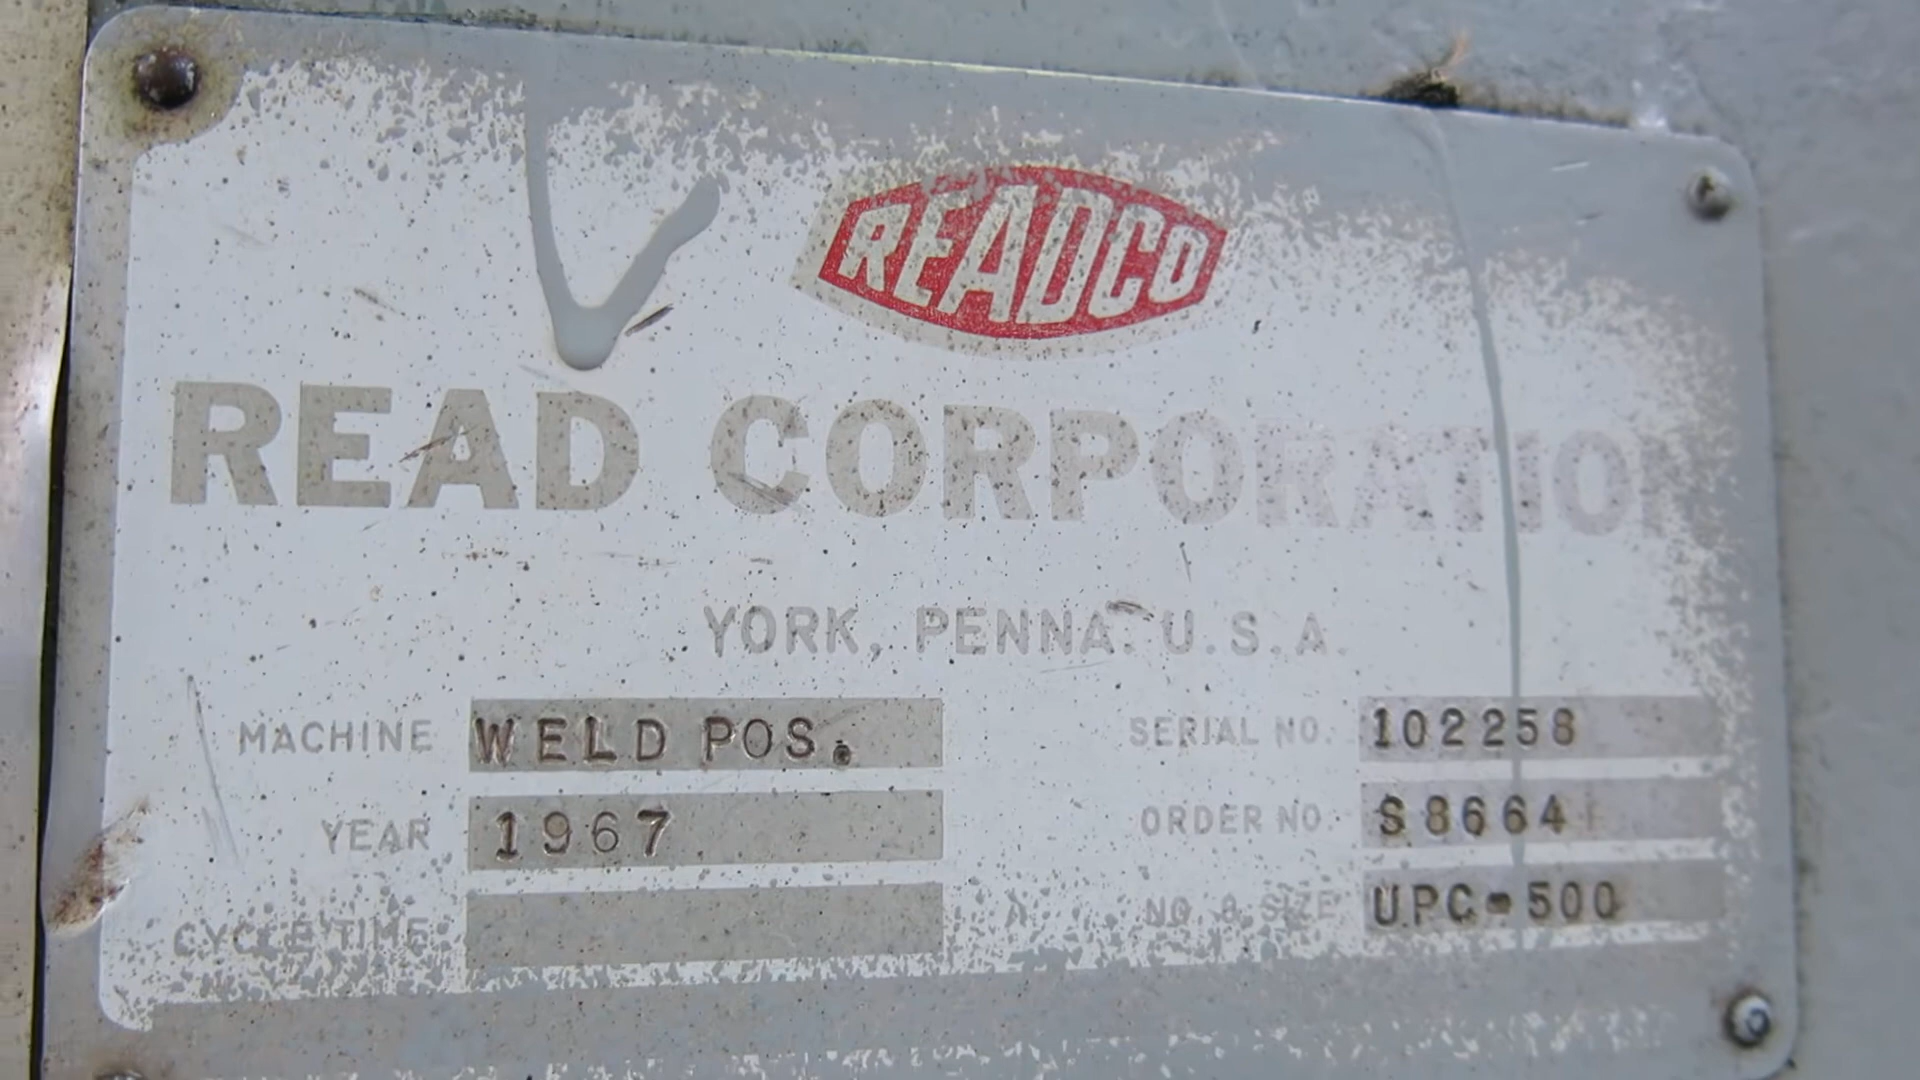 READCO
READ CORPORATION
YORK, PENNA. U.S.A.
MACHINE WELD POS.
SERIAL NO. 102258
YEAR 1967
ORDER NO. S8664
CYCLE TIME
NO. & SIZE UPC-500